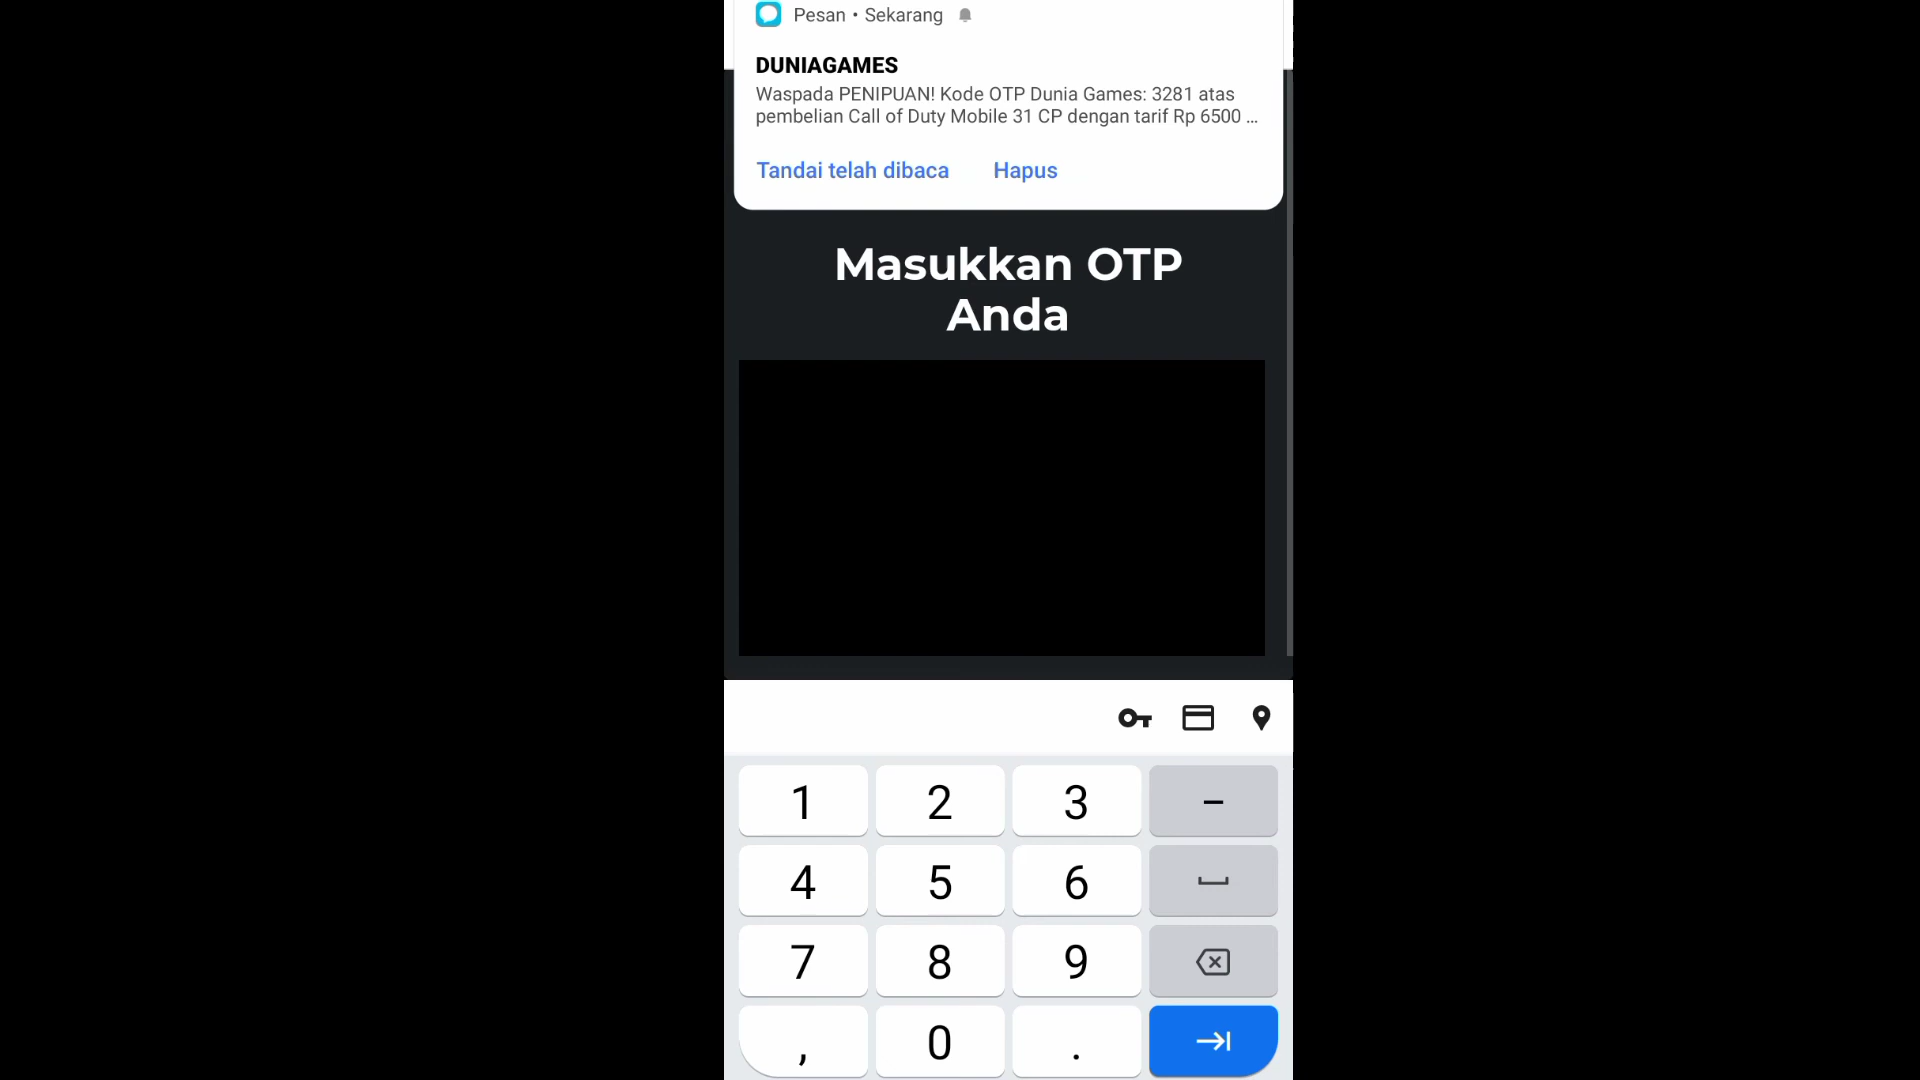 Pesan • Sekarang
DUNIAGAMES
Waspada PENIPUAN! Kode OTP Dunia Games: 3281 atas
pembelian Call of Duty Mobile 31 CP dengan tarif Rp 6500 ...
Tandai telah dibaca Hapus
Masukkan OTP
Anda
1 2 3 –
4 5 6
7 8 9
, 0 .